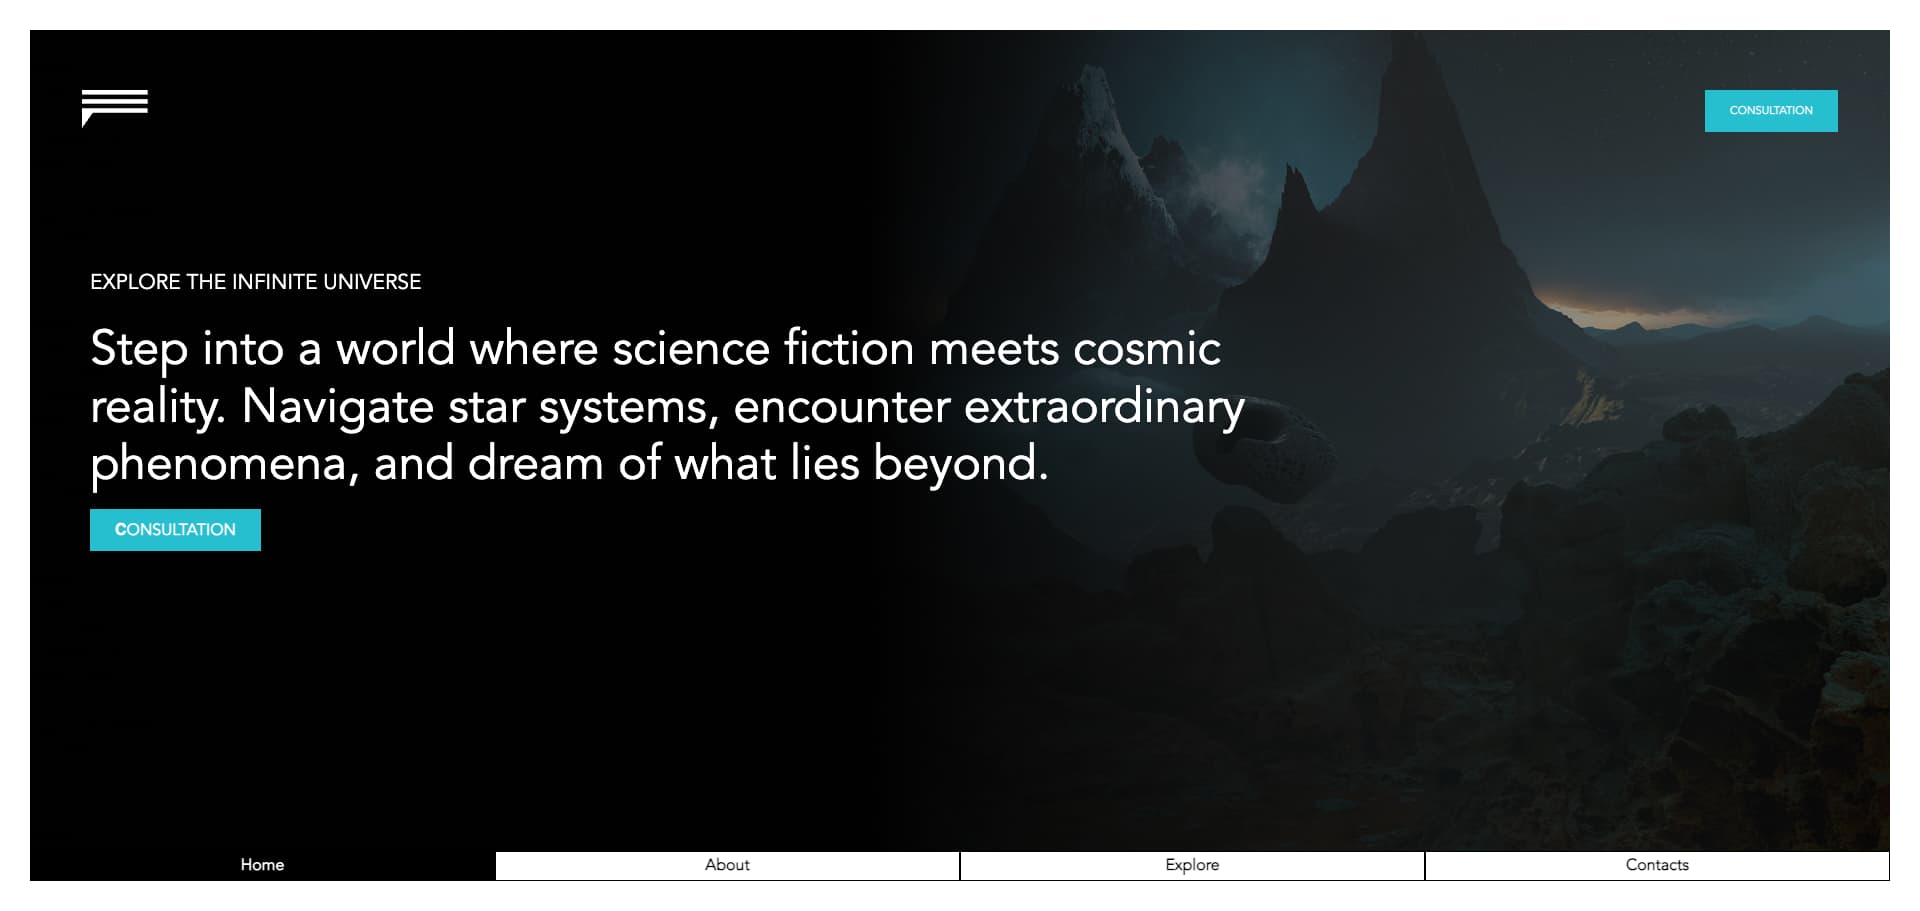 CONSULTATION
EXPLORE THE INFINITE UNIVERSE
Step into a world where science fiction meets cosmic
reality. Navigate star systems, encounter extraordinary
phenomena, and dream of what lies beyond.
CONSULTATION
Home About Explore Contacts